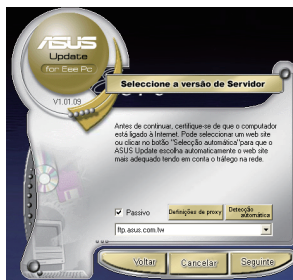 ASUS
Update
for Eee Pc
V1.01.09
Seleccione a versão de Servidor
Antes de continuar, certifique-se de que o computador
está ligado à Internet. Pode seleccionar um web site
ou clicar no botão "Selecção automática"para que o
ASUS Update escolha automaticamente o web site
mais adequado tendo em conta o tráfego na rede.
Passivo
Definições de proxy
Detecção
automática
ftp.asus.com.tw
Voltar
Cancelar
Seguinte